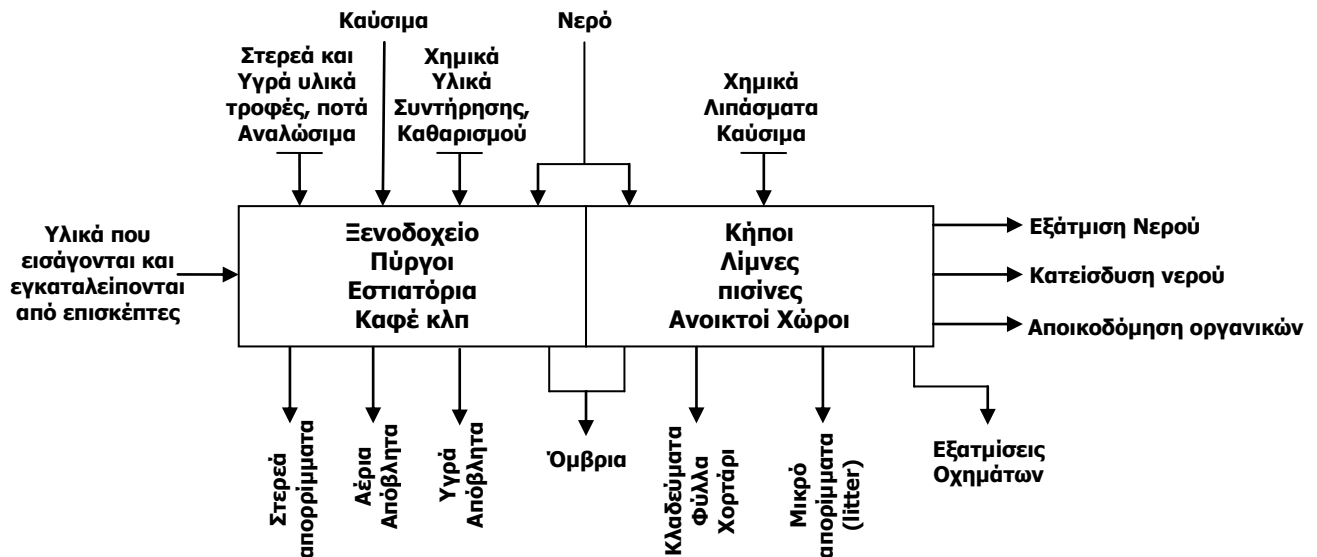 Καύσιμα
Νερό
Στερεά και
Υγρά υλικά
τροφές, ποτά
Αναλώσιμα
Χημικά
Υλικά
Συντήρησης,
Καθαρισμού
Χημικά
Λιπάσματα
Καύσιμα
Υλικά που
εισάγονται και
εγκαταλείπονται
από επισκέπτες
Ξενοδοχείο
Πύργοι
Εστιατόρια
Καφέ κλπ
Κήποι
Λίμνες
πισίνες
Ανοικτοί Χώροι
Εξάτμιση Νερού
Κατείσδυση νερού
Αποικοδόμηση οργανικών
Στερεά
απορρίμματα
Αέρια
Απόβλητα
Υγρά
Απόβλητα
Όμβρια
Κλαδεύματα
Φύλλα
Χορτάρι
Μικρό
απορίμματα
(litter)
Εξατμίσεις
Οχημάτων